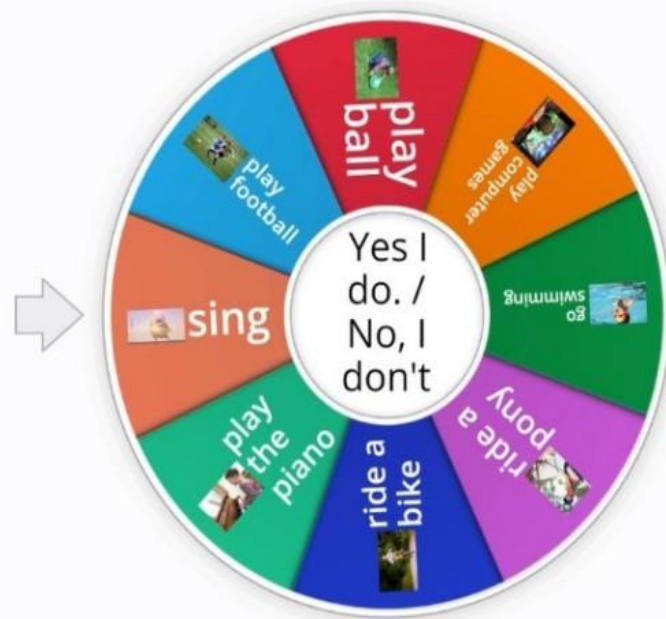 play
ball
play
computer
games
go
swimming
ride a
pony
ride a
bike
play
the
piano
sing
play
football
Yes I
do. /
No, I
don't